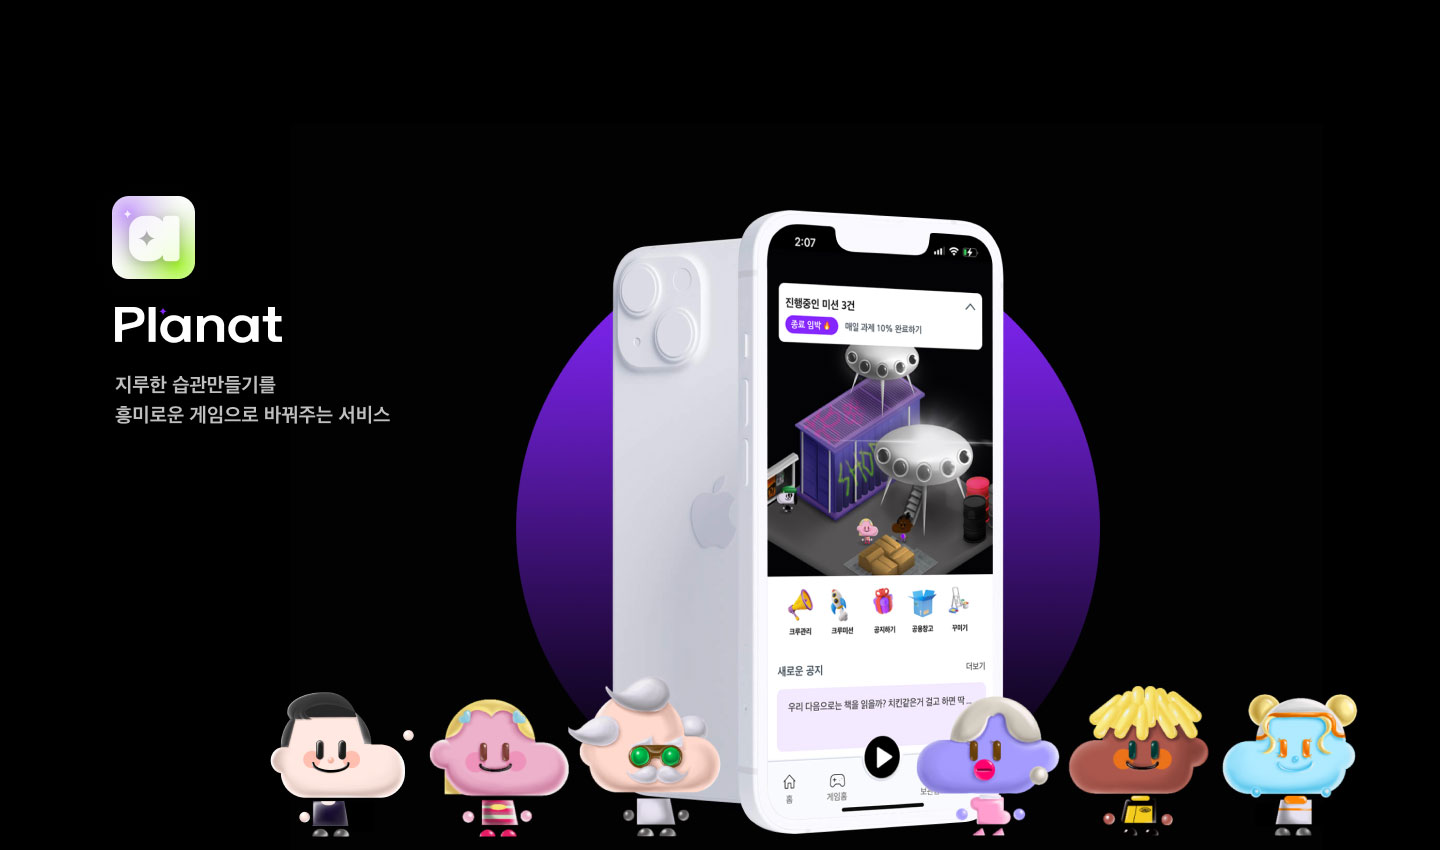 a
Planat
지루한 습관만들기를
흥미로운 게임으로 바꿔주는 서비스
2:07
진행중인 미션 3건
종료 임박🔥 매일 과제 10% 완료하기
SHOP
크루관리 크루미션 공지하기 공용창고 꾸미기
새로운 공지 더보기
우리 다음으로는 책을 읽을까? 치킨같은거 걸고 하면 딱 ...
홈 게임홈